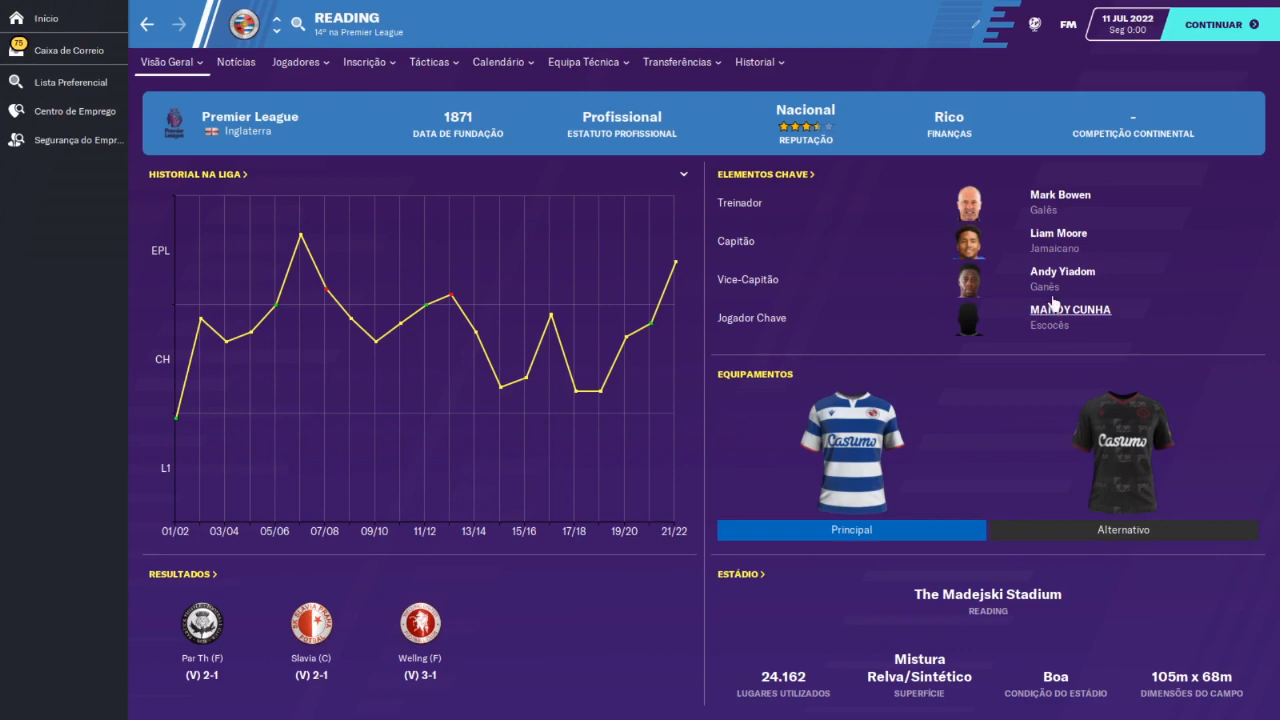 Início
75
Caixa de Correio
Lista Preferencial
Centro de Emprego
Segurança do Empr...
READING
14º na Premier League
FM
11 JUL 2022
Seg 0:00
CONTINUAR
Visão Geral
Notícias
Jogadores
Inscrição
Tácticas
Calendário
Equipa Técnica
Transferências
Historial
Premier League
Premier League
Inglaterra
1871
DATA DE FUNDAÇÃO
Profissional
ESTATUTO PROFISSIONAL
Nacional
REPUTAÇÃO
Rico
FINANÇAS
-
COMPETIÇÃO CONTINENTAL
HISTORIAL NA LIGA >
EPL
CH
L1
01/02 03/04 05/06 07/08 09/10 11/12 13/14 15/16 17/18 19/20 21/22
RESULTADOS >
Par Th (F)
(V) 2-1
Slavia (C)
(V) 2-1
Wellng (F)
(V) 3-1
ELEMENTOS CHAVE >
Treinador
Mark Bowen
Galês
Capitão
Liam Moore
Jamaicano
Vice-Capitão
Andy Yiadom
Ganês
Jogador Chave
CUNHA
Escocês
EQUIPAMENTOS
Casumo
Casumo
Principal
Alternativo
ESTÁDIO >
The Madejski Stadium
READING
24.162
LUGARES UTILIZADOS
Mistura
Relva/Sintético
SUPERFÍCIE
Boa
CONDIÇÃO DO ESTÁDIO
105m x 68m
DIMENSÕES DO CAMPO